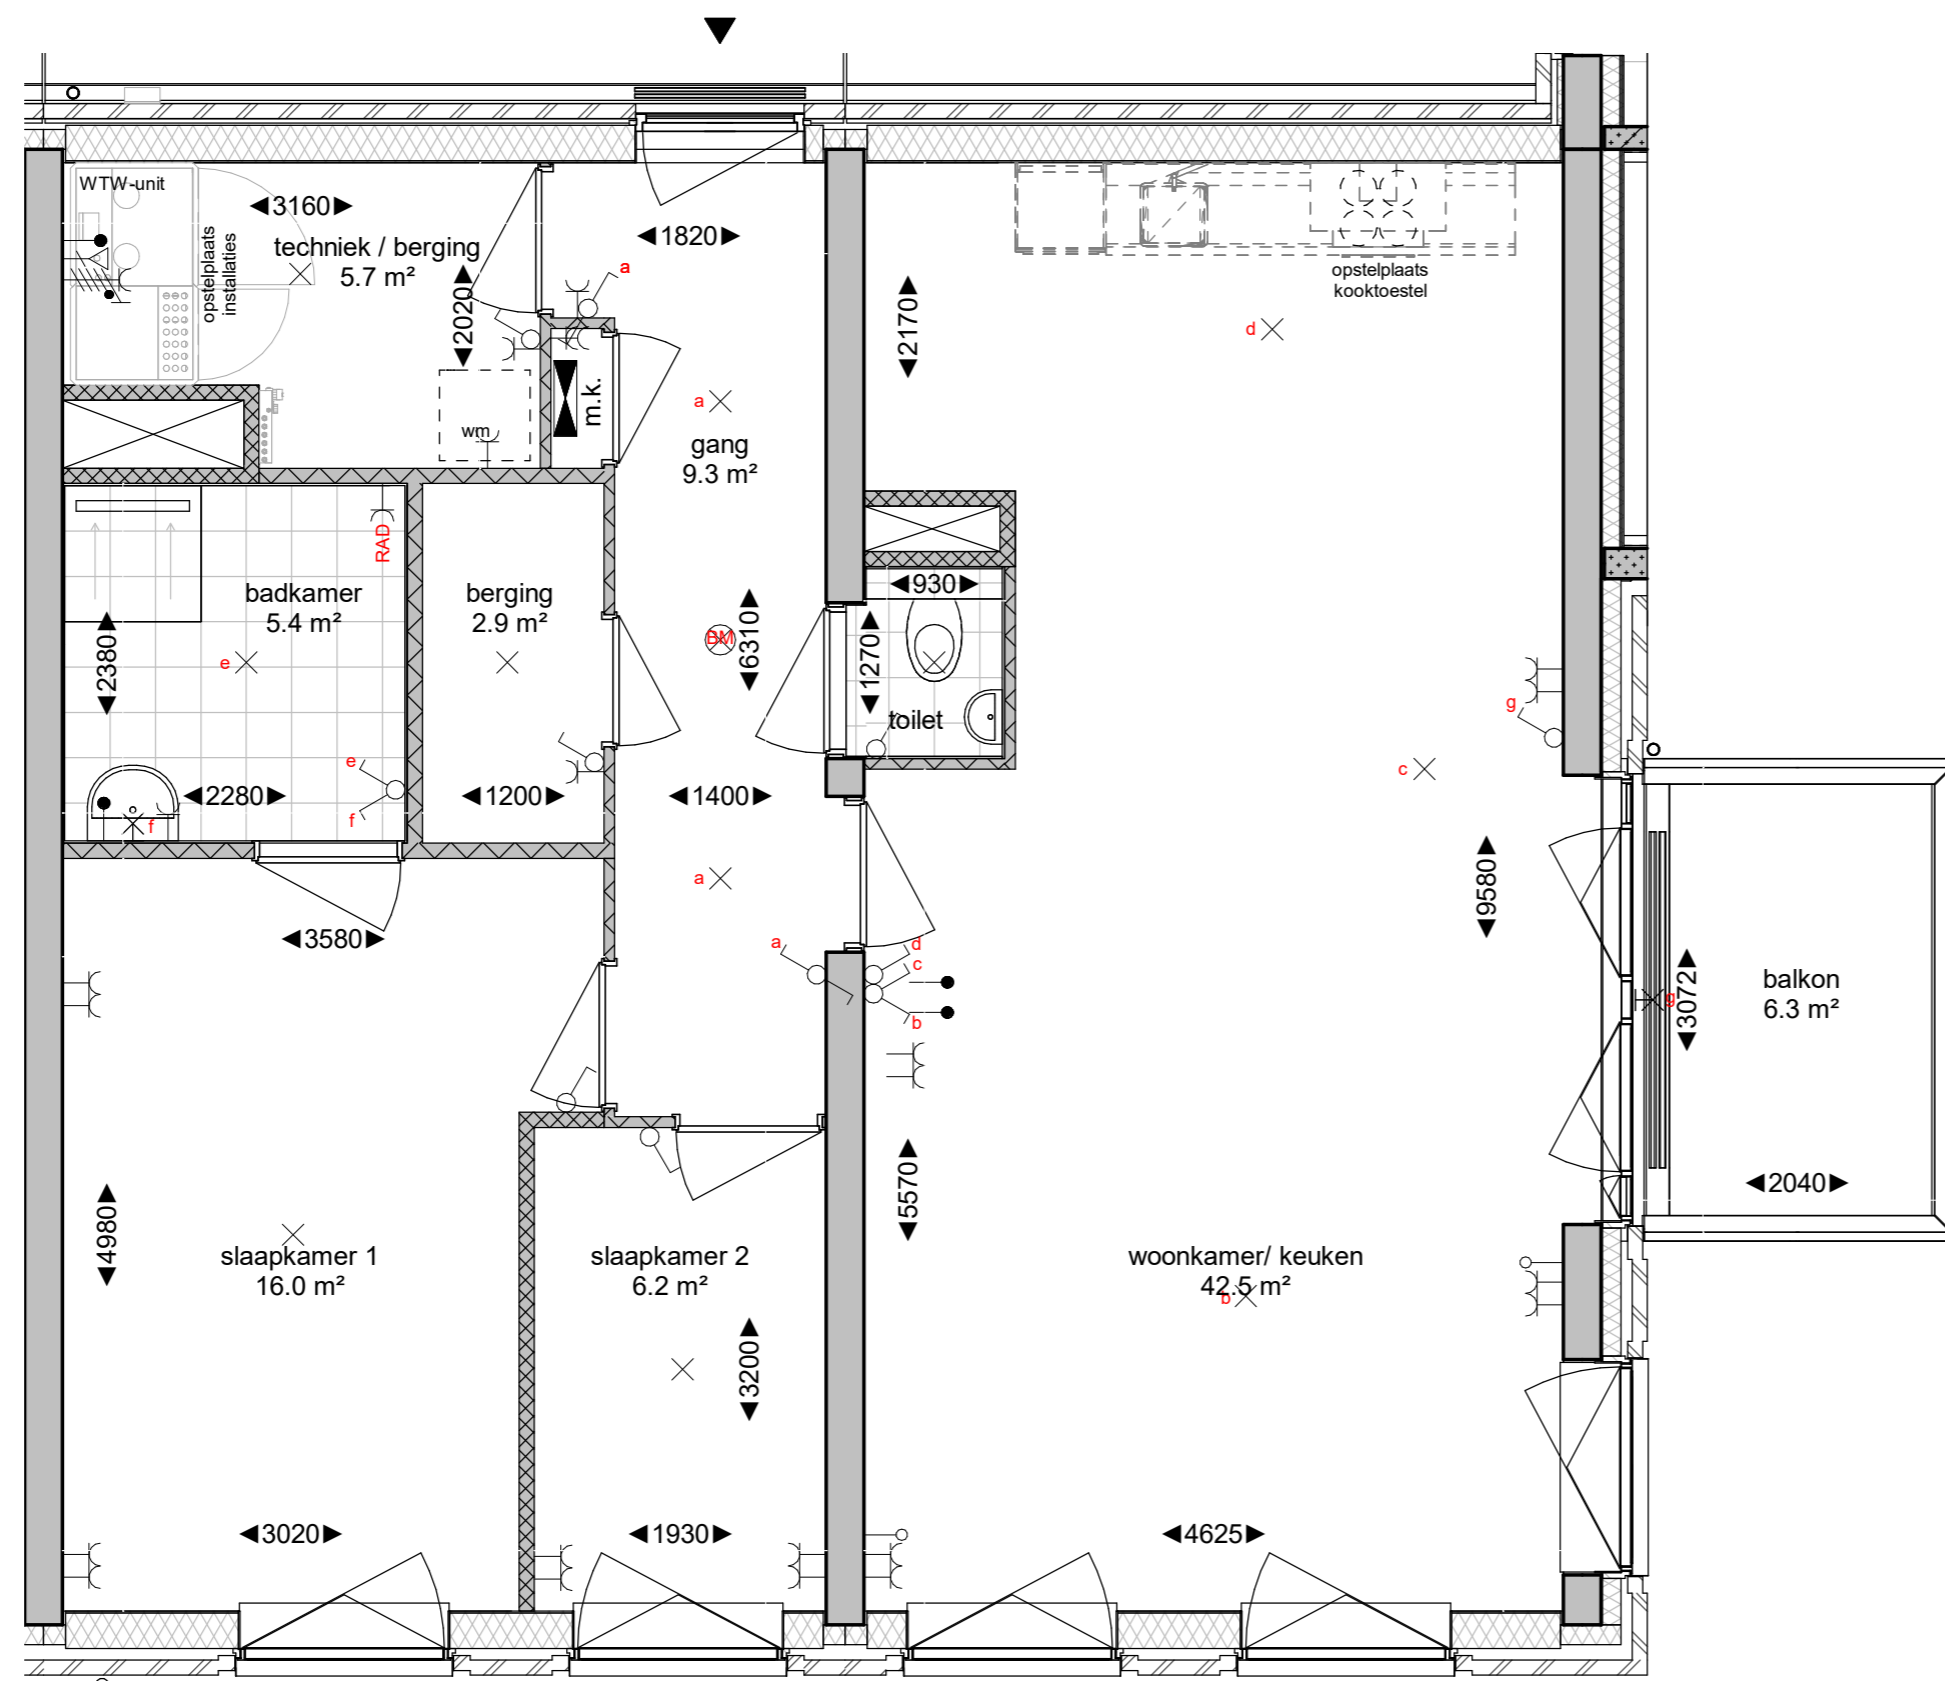 WTW-unit
3160
techniek / berging
5.7 m²
opstelplaats
installaties
2020
1820
a
m.k.
wm
a
gang
9.3 m²
2170
opstelplaats
kooktoestel
d
RAD
badkamer
5.4 m²
2380
e
e
f
2280
f
berging
2.9 m²
1200
BM
6310
1400
930
1270
toilet
g
c
a
3580
a
d
c
b
9580
3072
g
balkon
6.3 m²
2040
4980
slaapkamer 1
16.0 m²
slaapkamer 2
6.2 m²
3200
5570
woonkamer/ keuken
42.5 m²
b
3020
1930
4625